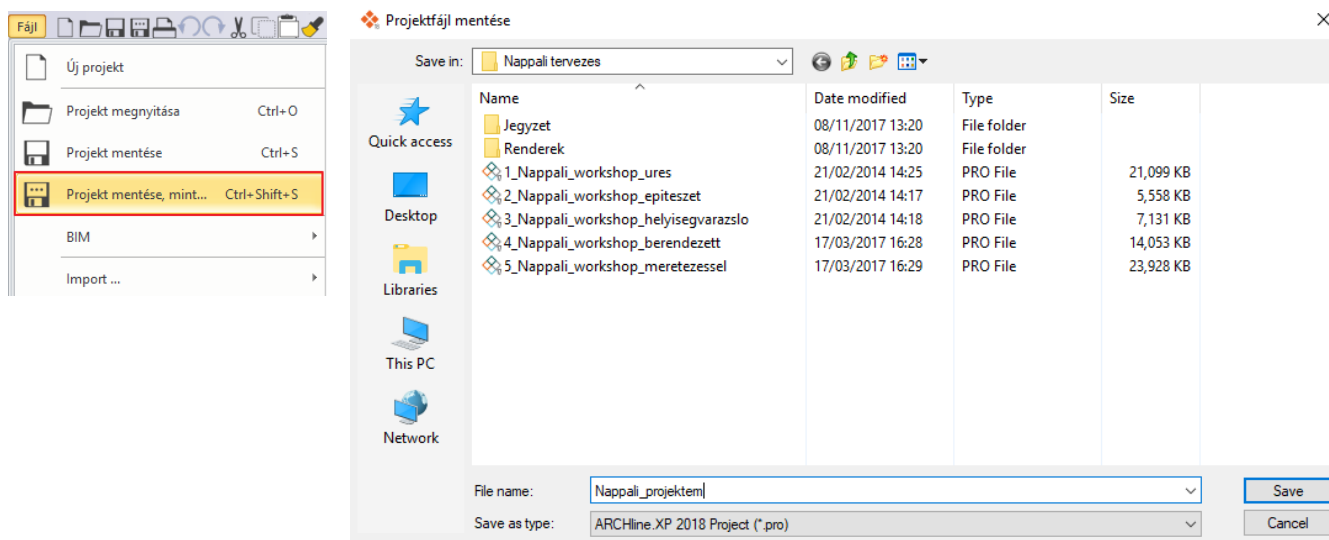 Fájl
Új projekt
Projekt megnyitása Ctrl+O
Projekt mentése Ctrl+S
Projekt mentése, mint... Ctrl+Shift+S
BIM
Import ...
Projektfájl mentése
Save in: Nappali tervezes
Quick access
Desktop
Libraries
This PC
Network
Name Date modified Type Size
Jegyzet 08/11/2017 13:20 File folder
Renderek 08/11/2017 13:20 File folder
1_Nappali_workshop_ures 21/02/2014 14:25 PRO File 21,099 KB
2_Nappali_workshop_epiteszet 21/02/2014 14:17 PRO File 5,558 KB
3_Nappali_workshop_helyisegvarazslo 21/02/2014 14:18 PRO File 7,131 KB
4_Nappali_workshop_berendezett 17/03/2017 16:28 PRO File 14,053 KB
5_Nappali_workshop_meretezessel 17/03/2017 16:29 PRO File 23,928 KB
File name: Nappali_projektem Save
Save as type: ARCHline.XP 2018 Project (*.pro) Cancel